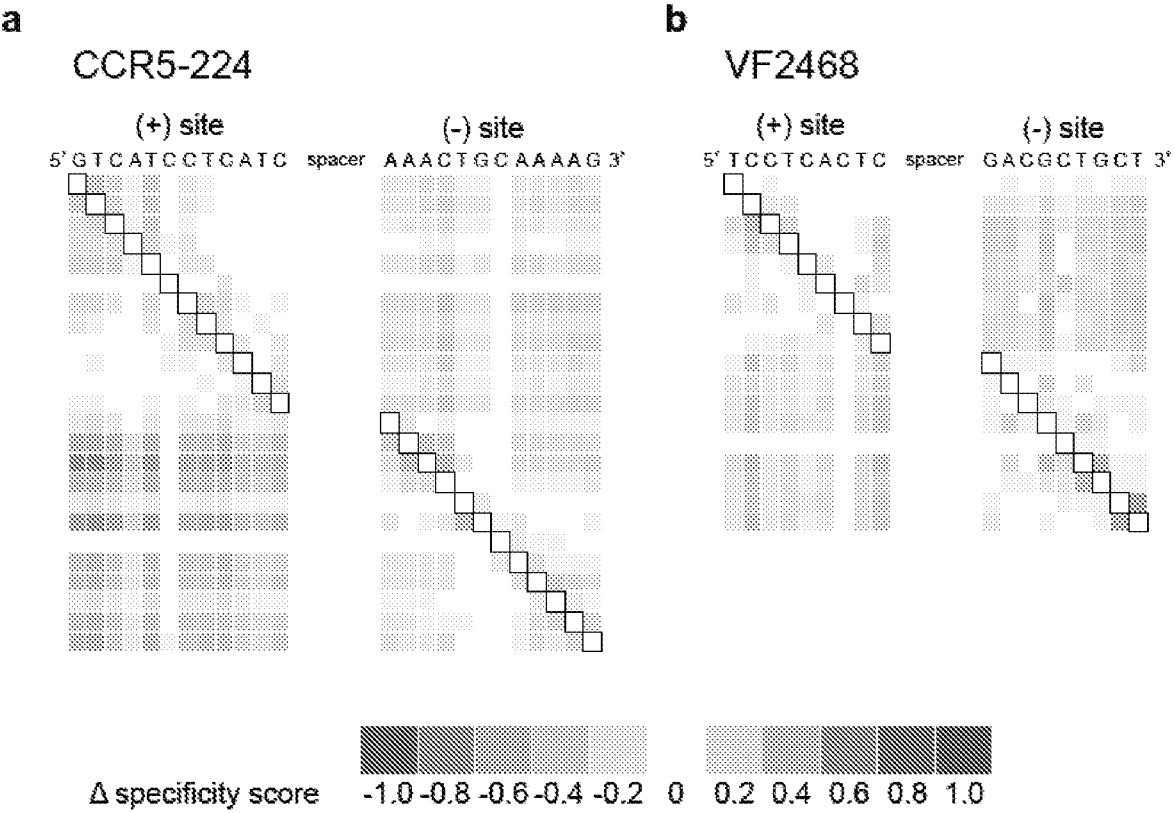 a
CCR5-224
(+) site
(-) site
5' G T C A T C C T C A T C spacer A A A C T G C A A A A G 3'
b
VF2468
(+) site
(-) site
5' T C C T C A C T C spacer G A C G C T G C T 3'
Δ specificity score -1.0 -0.8 -0.6 -0.4 -0.2 0 0.2 0.4 0.6 0.8 1.0